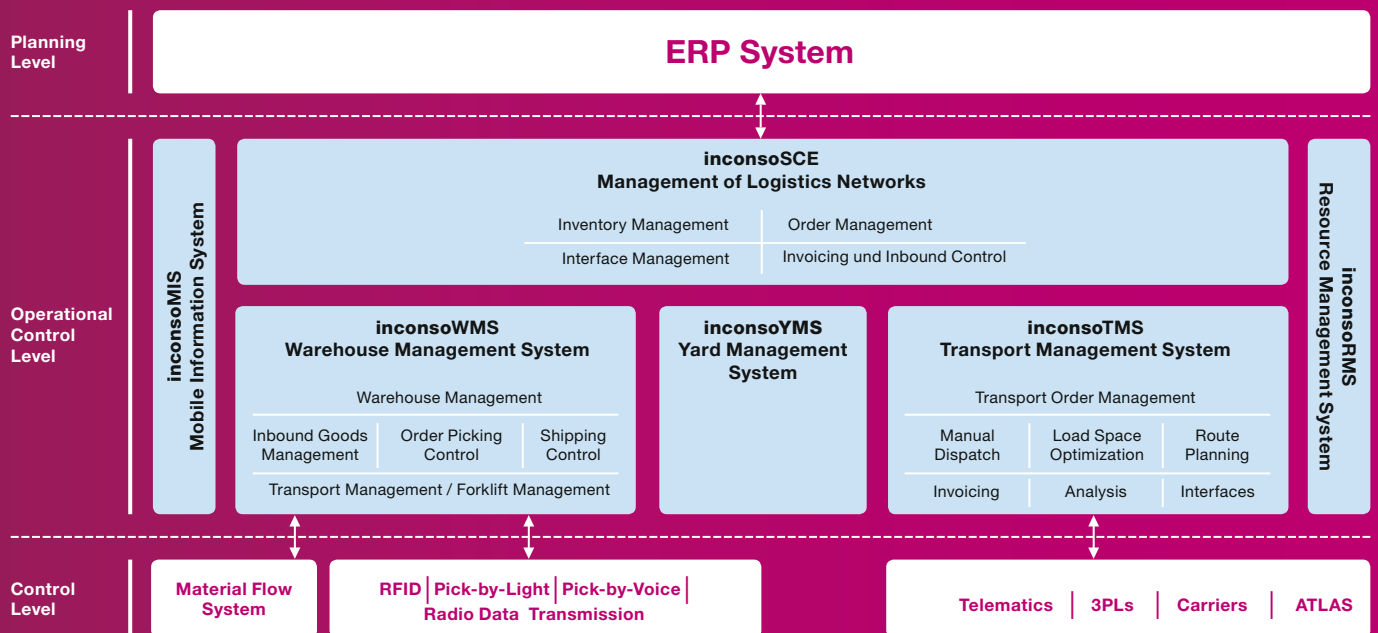 Planning
Level
ERP System
Operational
Control
Level
inconsoMIS
Mobile Information System
inconsoSCE
Management of Logistics Networks
Inventory Management
Order Management
Interface Management
Invoicing und Inbound Control
inconsoWMS
Warehouse Management System
Warehouse Management
Inbound Goods
Management
Order Picking
Control
Shipping
Control
Transport Management / Forklift Management
inconsoYMS
Yard Management
System
inconsoTMS
Transport Management System
Transport Order Management
Manual
Dispatch
Load Space
Optimization
Route
Planning
Invoicing
Analysis
Interfaces
inconsoRMS
Resource Management System
Control
Level
Material Flow
System
RFID Pick-by-Light Pick-by-Voice
Radio Data Transmission
Telematics 3PLs Carriers ATLAS